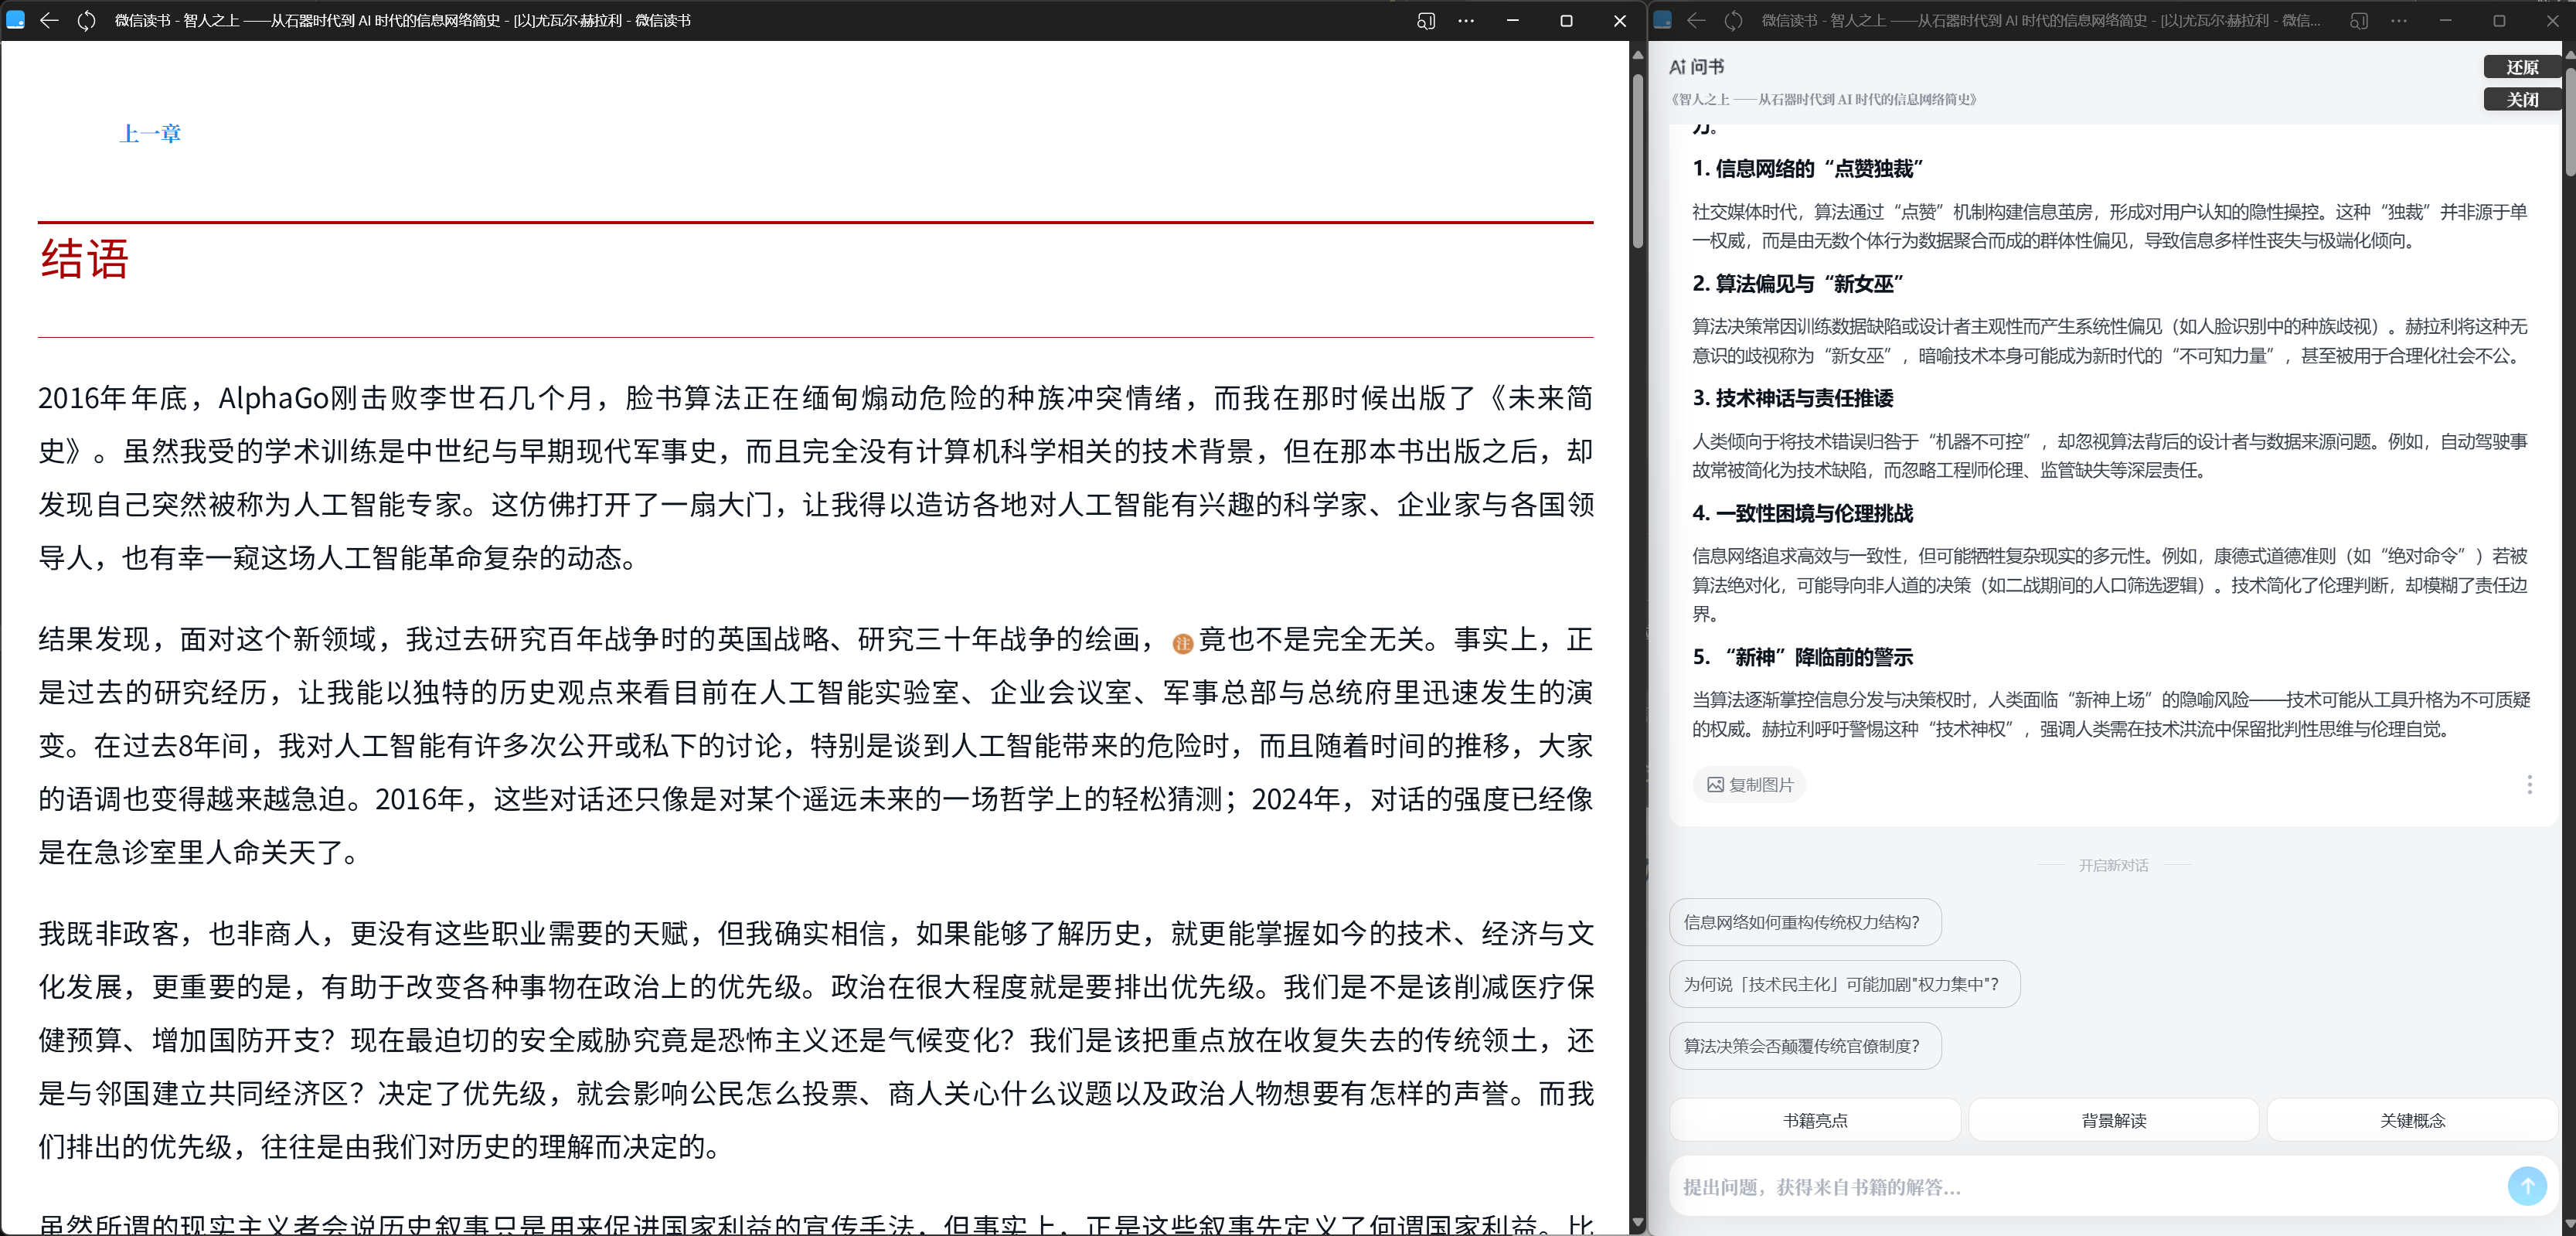 微信读书 - 智人之上 ——从石器时代到 AI 时代的信息网络简史 - [以]尤瓦尔·赫拉利 - 微信读书
上一章
结语
2016年年底，AlphaGo刚击败李世石几个月，脸书算法正在缅甸煽动危险的种族冲突情绪，而我在那时候出版了《未来简
史》。虽然我受的学术训练是中世纪与早期现代军事史，而且完全没有计算机科学相关的技术背景，但在那本书出版之后，却
发现自己突然被称为人工智能专家。这仿佛打开了一扇大门，让我得以造访各地对人工智能有兴趣的科学家、企业家与各国领
导人，也有幸一窥这场人工智能革命复杂的动态。
结果发现，面对这个新领域，我过去研究百年战争时的英国战略、研究三十年战争的绘画，注竟也不是完全无关。事实上，正
是过去的研究经历，让我能以独特的历史观点来看目前在人工智能实验室、企业会议室、军事总部与总统府里迅速发生的演
变。在过去8年间，我对人工智能有许多次公开或私下的讨论，特别是谈到人工智能带来的危险时，而且随着时间的推移，大家
的语调也变得越来越急迫。2016年，这些对话还只像是对某个遥远未来的一场哲学上的轻松猜测；2024年，对话的强度已经像
是在急诊室里人命关天了。
我既非政客，也非商人，更没有这些职业需要的天赋，但我确实相信，如果能够了解历史，就更能掌握如今的技术、经济与文
化发展，更重要的是，有助于改变各种事物在政治上的优先级。政治在很大程度就是要排出优先级。我们是不是该削减医疗保
健预算、增加国防开支？现在最迫切的安全威胁究竟是恐怖主义还是气候变化？我们是该把重点放在收复失去的传统领土，还
是与邻国建立共同经济区？决定了优先级，就会影响公民怎么投票、商人关心什么议题以及政治人物想要有怎样的声誉。而我
们排出的优先级，往往是由我们对历史的理解而决定的。
虽然所谓的现实主义者会说历史叙事只是用来促进国家利益的宣传手法，但事实上，正是这些叙事先定义了何谓国家利益。比
微信读书 - 智人之上 ——从石器时代到 AI 时代的信息网络简史 - [以]尤瓦尔·赫拉利 - 微信...
AI 问书
还原
《智人之上 ——从石器时代到 AI 时代的信息网络简史》
关闭
力。
1. 信息网络的“点赞独裁”
社交媒体时代，算法通过“点赞”机制构建信息茧房，形成对用户认知的隐性操控。这种“独裁”并非源于单
一权威，而是由无数个体行为数据聚合而成的群体性偏见，导致信息多样性丧失与极端化倾向。
2. 算法偏见与“新女巫”
算法决策常因训练数据缺陷或设计者主观性而产生系统性偏见（如人脸识别中的种族歧视）。赫拉利将这种无
意识的歧视称为“新女巫”，暗喻技术本身可能成为新时代的“不可知力量”，甚至被用于合理化社会不公。
3. 技术神话与责任推诿
人类倾向于将技术错误归咎于“机器不可控”，却忽视算法背后的设计者与数据来源问题。例如，自动驾驶事
故常被简化为技术缺陷，而忽略工程师伦理、监管缺失等深层责任。
4. 一致性困境与伦理挑战
信息网络追求高效与一致性，但可能牺牲复杂现实的多元性。例如，康德式道德准则（如“绝对命令”）若被
算法绝对化，可能导向非人道的决策（如二战期间的人口筛选逻辑）。技术简化了伦理判断，却模糊了责任边
界。
5. “新神”降临前的警示
当算法逐渐掌控信息分发与决策权时，人类面临“新神上场”的隐喻风险——技术可能从工具升格为不可质疑
的权威。赫拉利呼吁警惕这种“技术神权”，强调人类需在技术洪流中保留批判性思维与伦理自觉。
复制图片
开启新对话
信息网络如何重构传统权力结构？
为何说「技术民主化」可能加剧"权力集中"？
算法决策会否颠覆传统官僚制度？
书籍亮点
背景解读
关键概念
提出问题，获得来自书籍的解答...